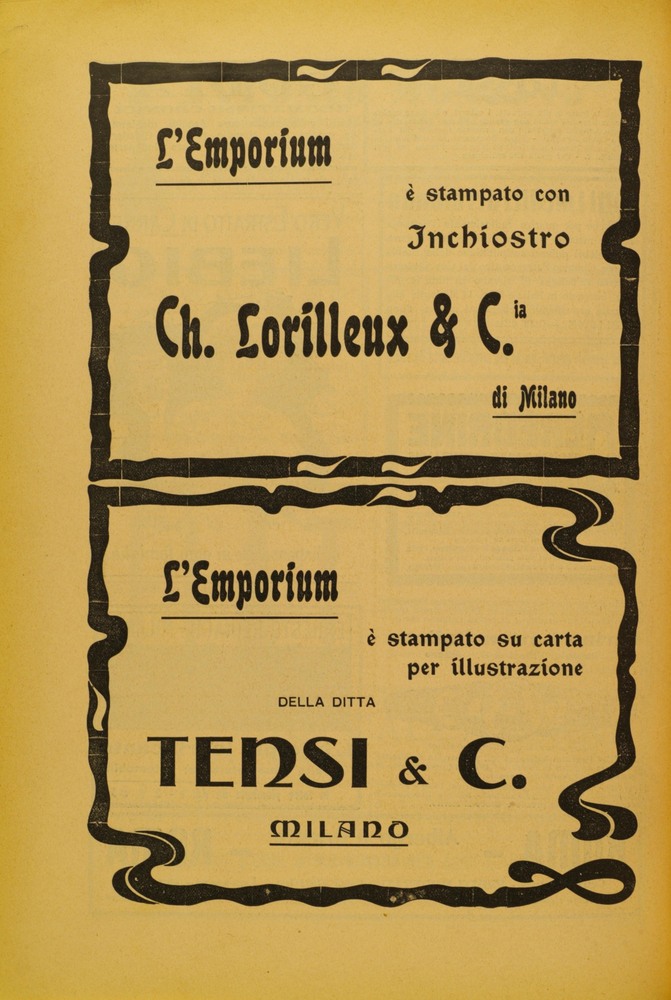 L'Emporium
è stampato con
Inchiostro
Ch. Lorilleux & C.ia
di Milano
L'Emporium
è stampato su carta
per illustrazione
DELLA DITTA
TENSI & C.
MILANO